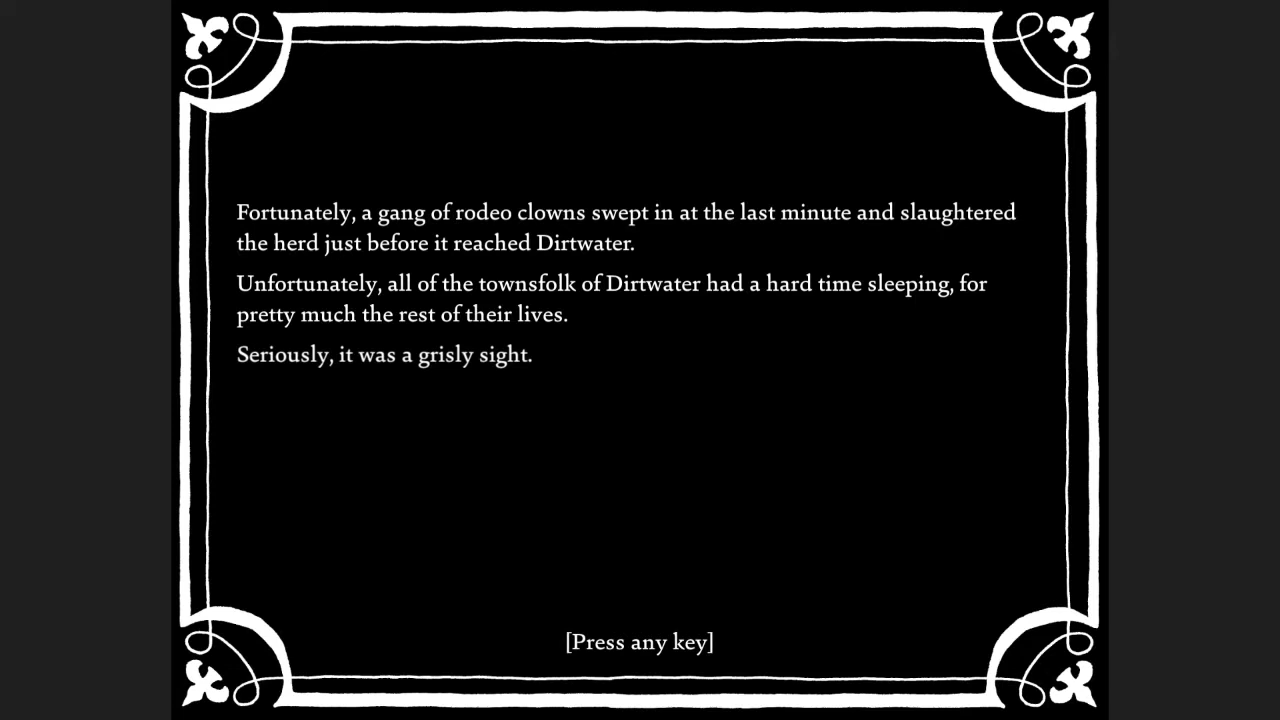 Fortunately, a gang of rodeo clowns swept in at the last minute and slaughtered
the herd just before it reached Dirtwater.
Unfortunately, all of the townsfolk of Dirtwater had a hard time sleeping, for
pretty much the rest of their lives.
Seriously, it was a grisly sight.
[Press any key]